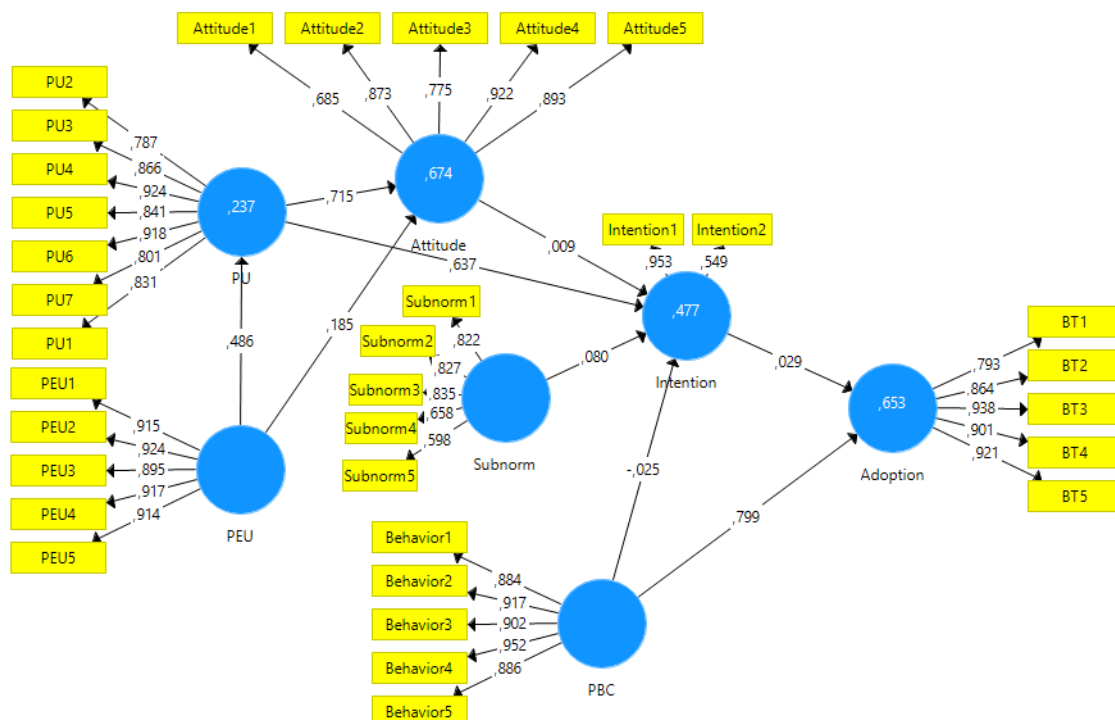 Attitude1 Attitude2 Attitude3 Attitude4 Attitude5
,685 ,873 ,775 ,922 ,893
PU2
PU3
PU4
PU5
PU6
PU7
PU1
,787
,866
,924
,841
,918
,801
,831
,237
PU
,715
,674
Attitude
,009
,637
,486
,185
PEU1
PEU2
PEU3
PEU4
PEU5
,915
,924
,895
,917
,914
PEU
Subnorm1
Subnorm2
Subnorm3
Subnorm4
Subnorm5
,822
,827
,835
,658
,598
Subnorm
,080
Intention1 Intention2
,953 ,549
,477
Intention
-,025
,029
,799
,653
Adoption
,793
,864
,938
,901
,921
BT1
BT2
BT3
BT4
BT5
Behavior1
Behavior2
Behavior3
Behavior4
Behavior5
,884
,917
,902
,952
,886
PBC